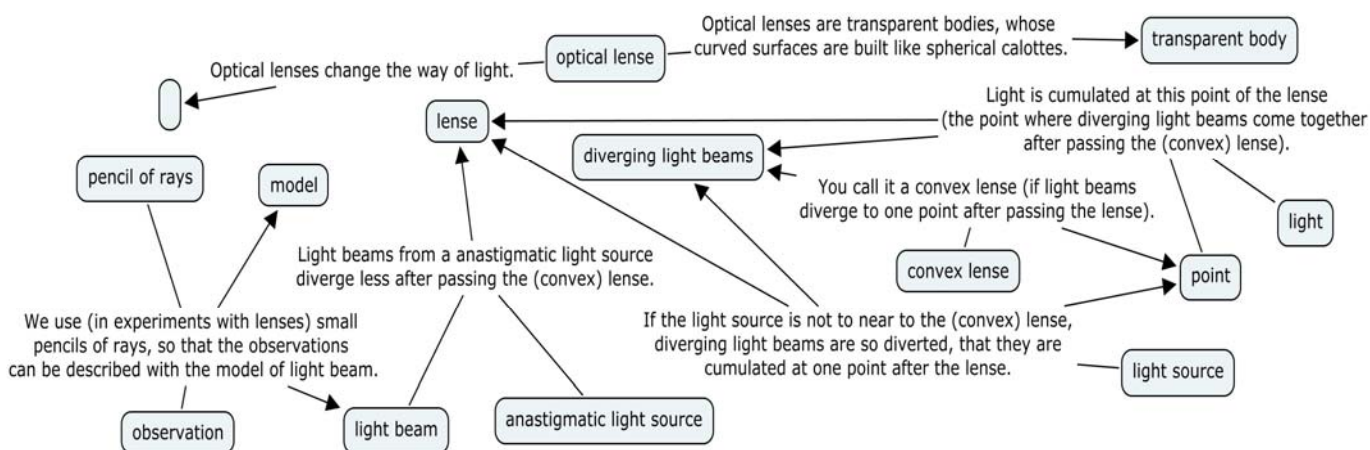 Optical lenses are transparent bodies, whose
curved surfaces are built like spherical calottes.
transparent body
optical lense
Optical lenses change the way of light.
Light is cumulated at this point of the lense
(the point where diverging light beams come together
after passing the (convex) lense).
lense
diverging light beams
pencil of rays
model
You call it a convex lense (if light beams
diverge to one point after passing the lense).
light
Light beams from a anastigmatic light source
diverge less after passing the (convex) lense.
convex lense
point
We use (in experiments with lenses) small
pencils of rays, so that the observations
can be described with the model of light beam.
If the light source is not to near to the (convex) lense,
diverging light beams are so diverted, that they are
cumulated at one point after the lense.
light source
observation
light beam
anastigmatic light source